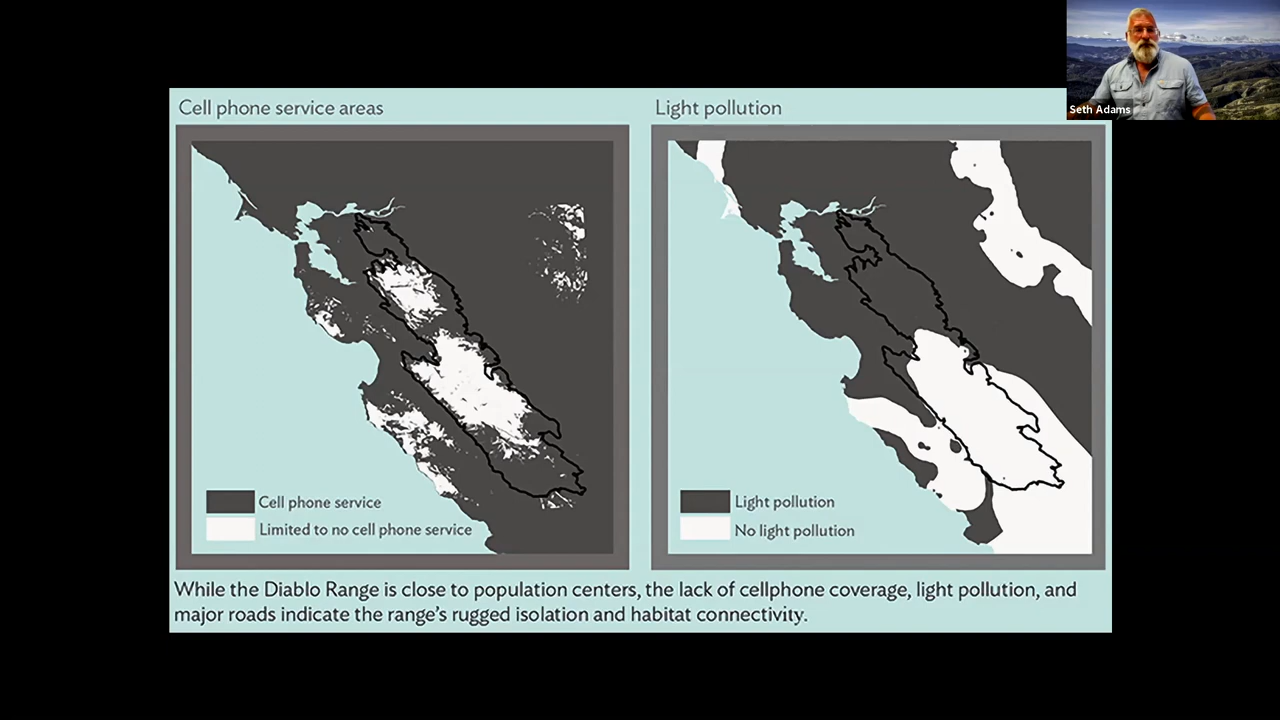 Seth Adams
Cell phone service areas
Light pollution
Cell phone service
Limited to no cell phone service
Light pollution
No light pollution
While the Diablo Range is close to population centers, the lack of cellphone coverage, light pollution, and
major roads indicate the range’s rugged isolation and habitat connectivity.